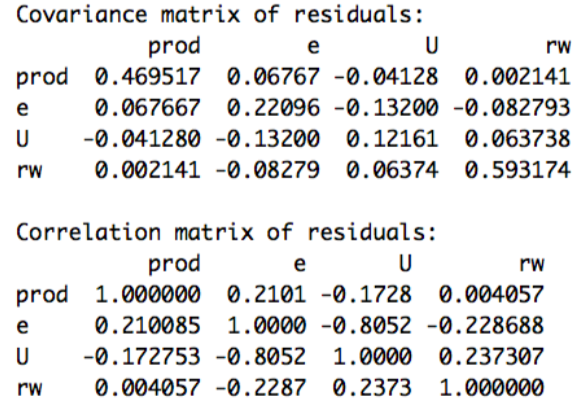 Covariance matrix of residuals:
prod e U rw
prod 0.469517 0.06767 -0.04128 0.002141
e 0.067667 0.22096 -0.13200 -0.082793
U -0.041280 -0.13200 0.12161 0.063738
rw 0.002141 -0.08279 0.06374 0.593174
Correlation matrix of residuals:
prod e U rw
prod 1.000000 0.2101 -0.1728 0.004057
e 0.210085 1.0000 -0.8052 -0.228688
U -0.172753 -0.8052 1.0000 0.237307
rw 0.004057 -0.2287 0.2373 1.000000